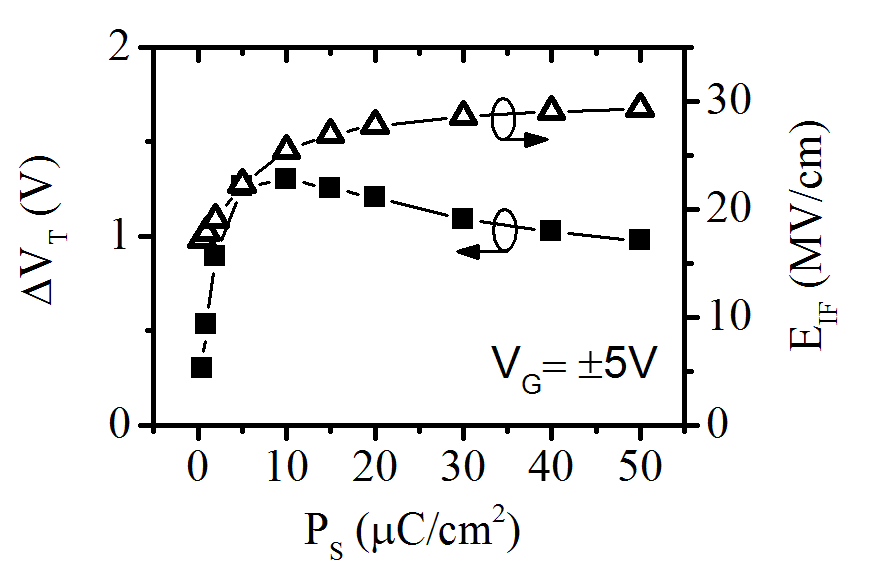 2
1
0
ΔV_T (V)
30
20
10
0
E_IF (MV/cm)
V_G= ±5V
0 10 20 30 40 50
P_S (μC/cm²)